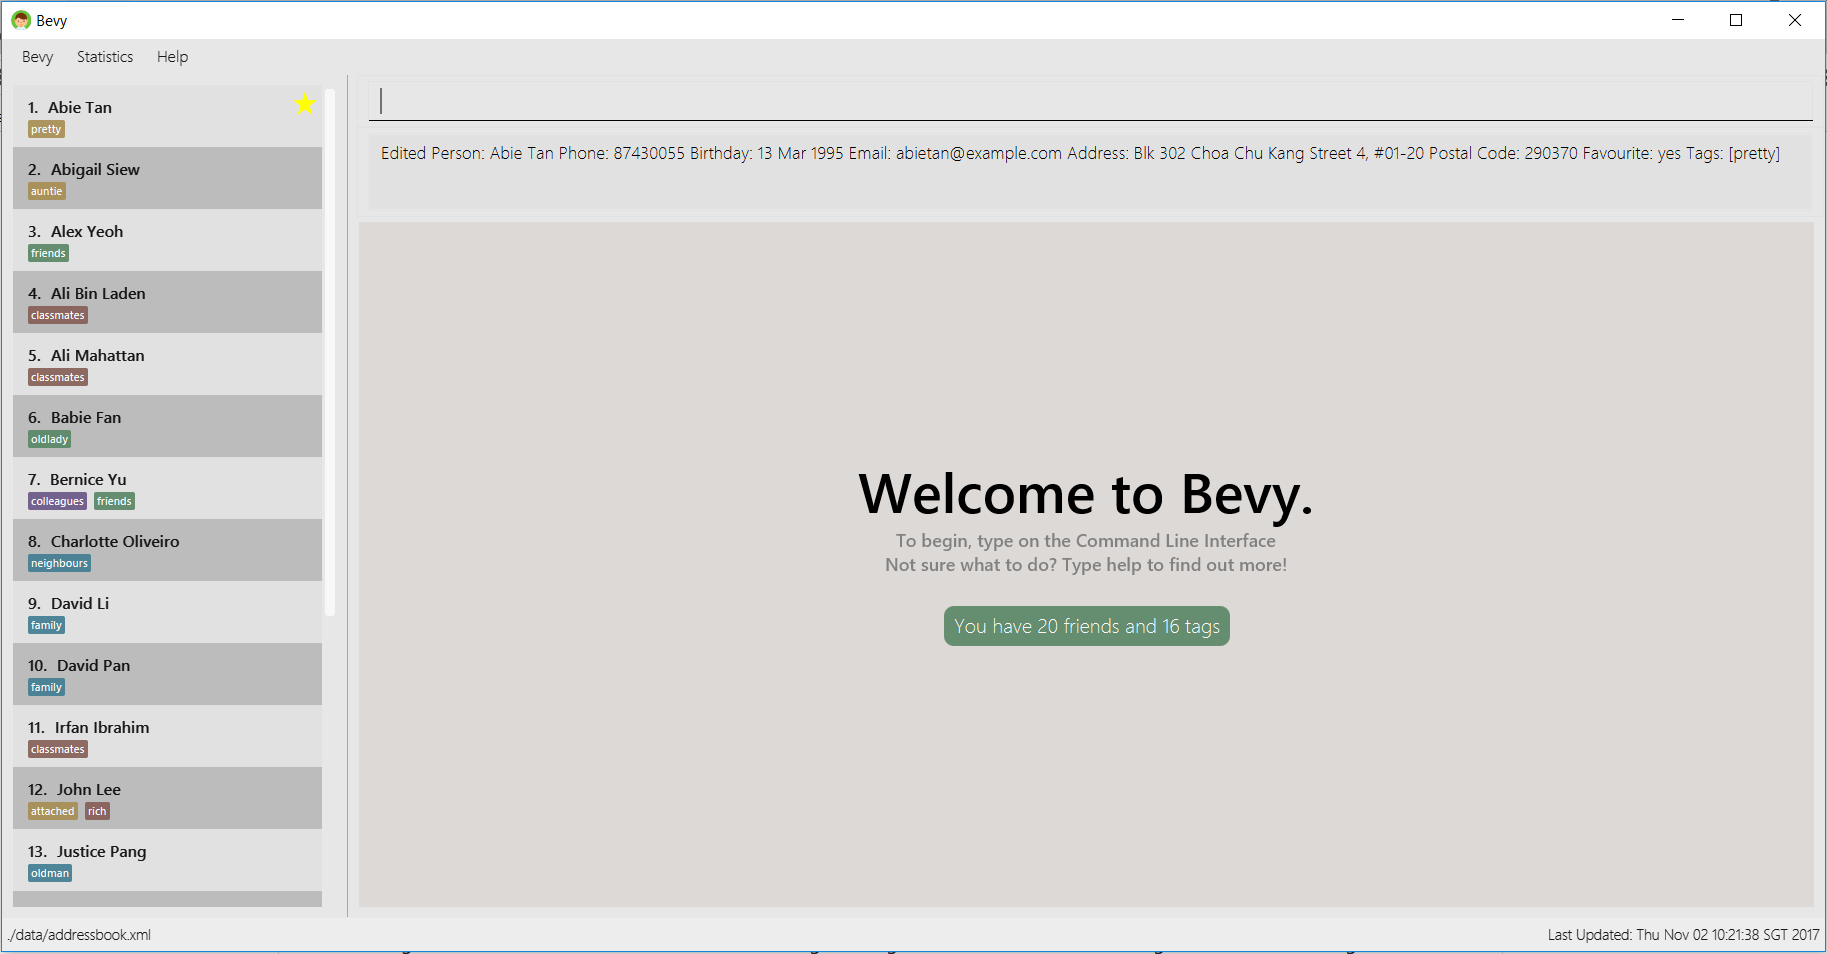 Bevy
Bevy Statistics Help
1. Abie Tan
pretty
2. Abigail Siew
auntie
3. Alex Yeoh
friends
4. Ali Bin Laden
classmates
5. Ali Mahattan
classmates
6. Babie Fan
oldlady
7. Bernice Yu
colleagues friends
8. Charlotte Oliveiro
neighbours
9. David Li
family
10. David Pan
family
11. Irfan Ibrahim
classmates
12. John Lee
attached rich
13. Justice Pang
oldman
Edited Person: Abie Tan Phone: 87430055 Birthday: 13 Mar 1995 Email: abietan@example.com Address: Blk 302 Choa Chu Kang Street 4, #01-20 Postal Code: 290370 Favourite: yes Tags: [pretty]
Welcome to Bevy.
To begin, type on the Command Line Interface
Not sure what to do? Type help to find out more!
You have 20 friends and 16 tags
./data/addressbook.xml
Last Updated: Thu Nov 02 10:21:38 SGT 2017